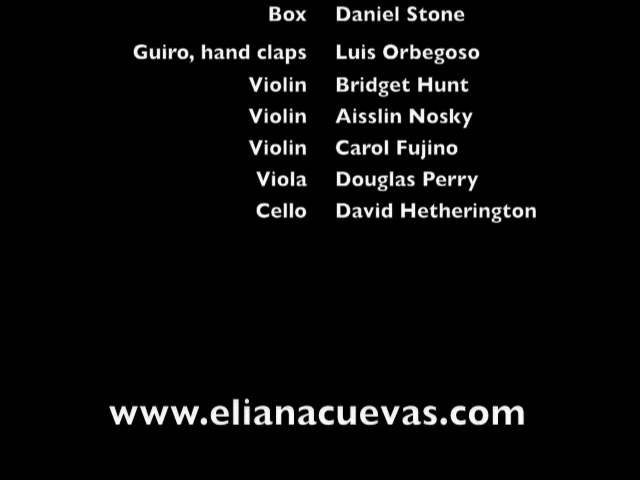 Box Daniel Stone
Guiro, hand claps Luis Orbegoso
Violin Bridget Hunt
Violin Aisslin Nosky
Violin Carol Fujino
Viola Douglas Perry
Cello David Hetherington
www.elianacuevas.com